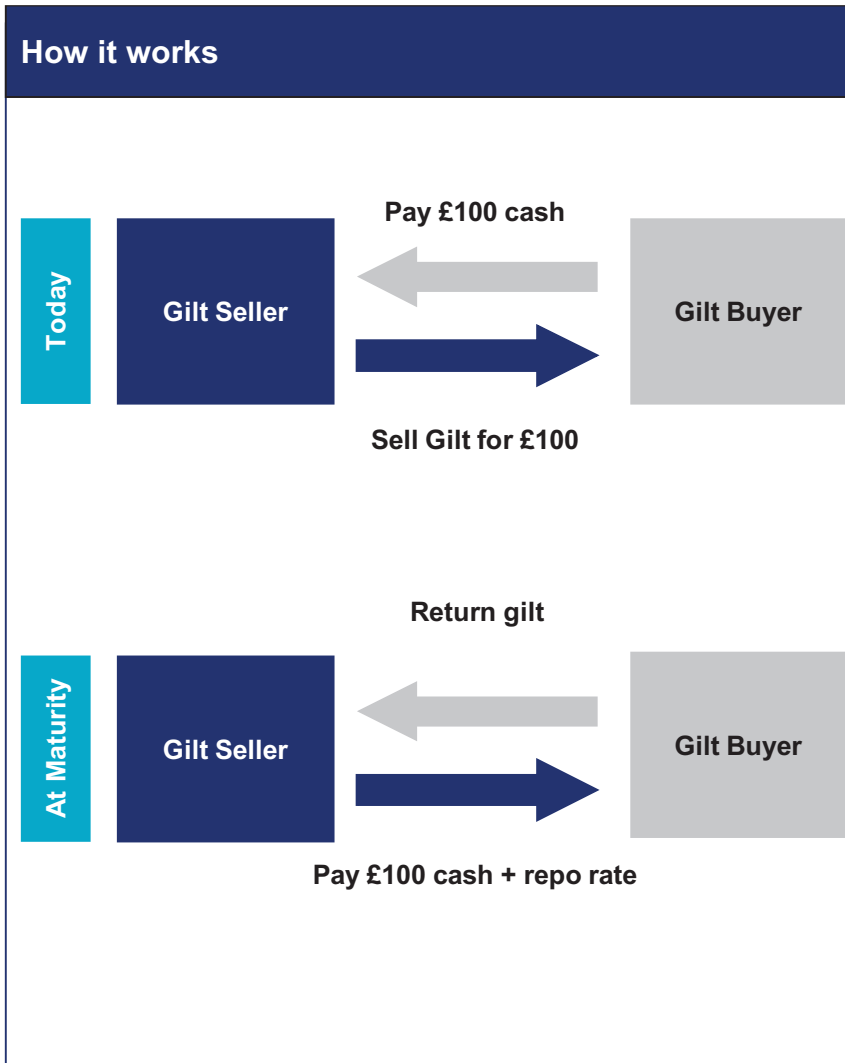 How it works
Pay £100 cash
Today
Gilt Seller
Gilt Buyer
Sell Gilt for £100
Return gilt
At Maturity
Gilt Seller
Gilt Buyer
Pay £100 cash + repo rate